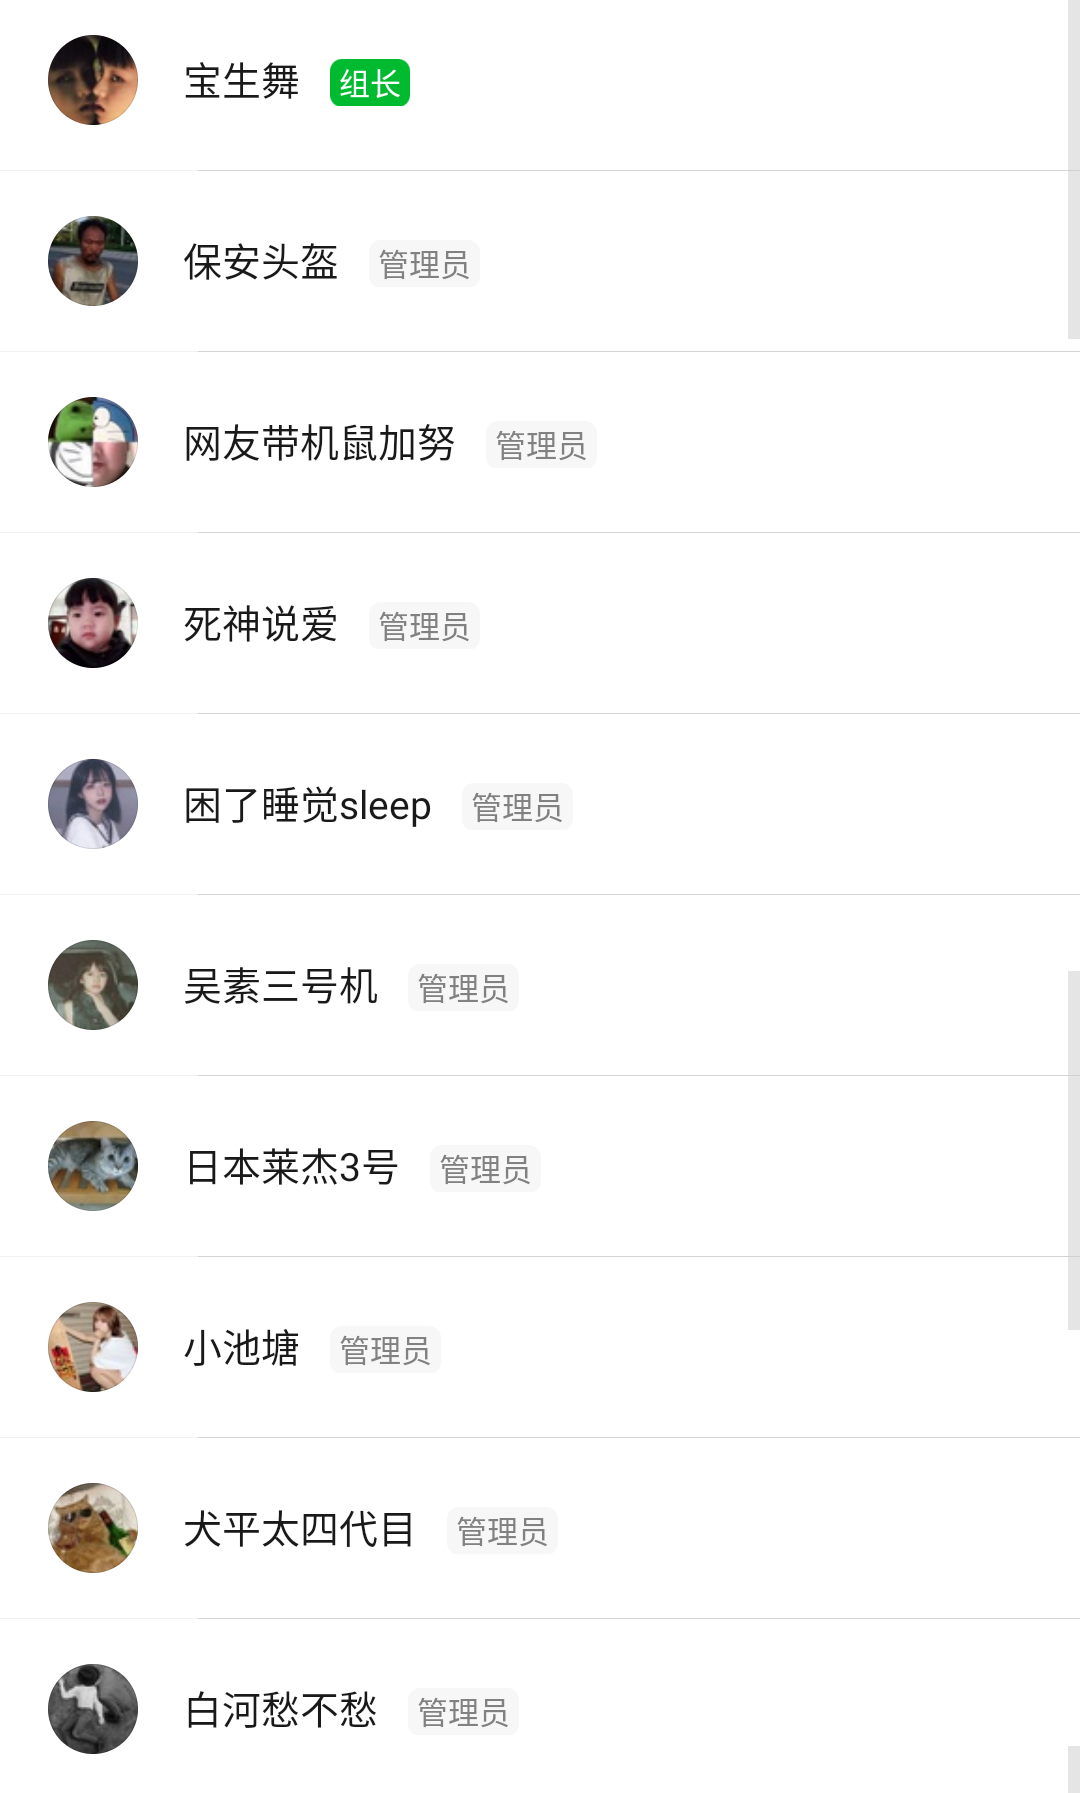 宝生舞 组长
保安头盔 管理员
网友带机鼠加努 管理员
死神说爱 管理员
困了睡觉sleep 管理员
吴素三号机 管理员
日本莱杰3号 管理员
小池塘 管理员
犬平太四代目 管理员
白河愁不愁 管理员